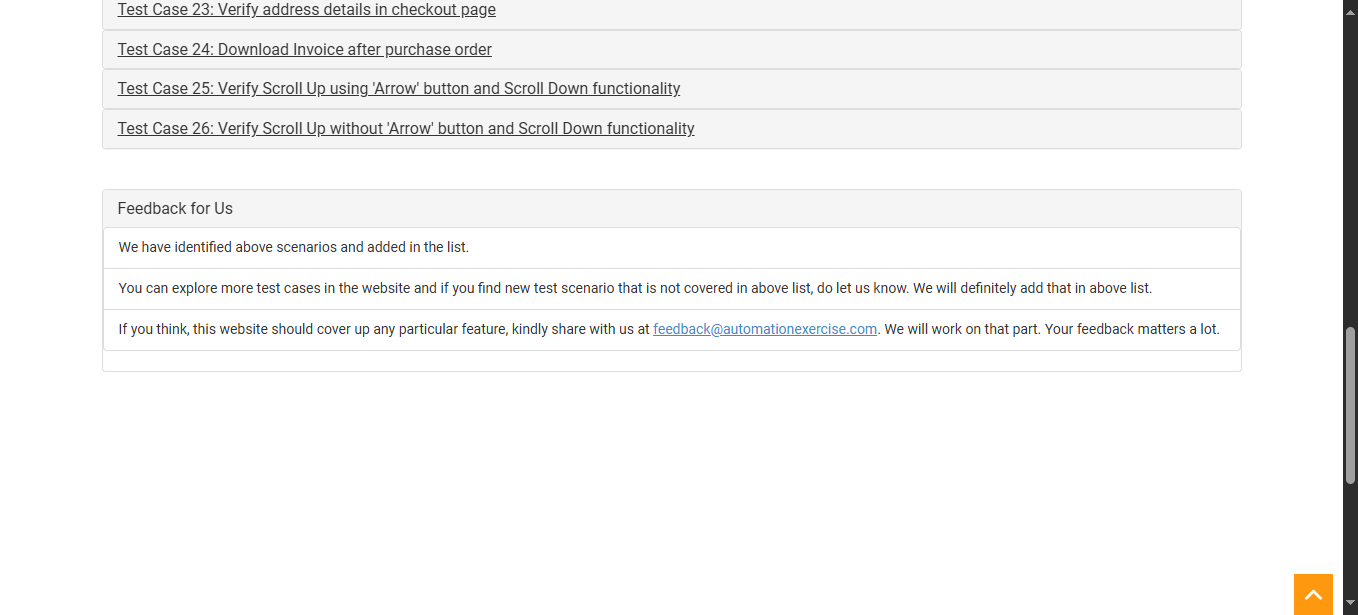 Test Case 23: Verify address details in checkout page
Test Case 24: Download Invoice after purchase order
Test Case 25: Verify Scroll Up using 'Arrow' button and Scroll Down functionality
Test Case 26: Verify Scroll Up without 'Arrow' button and Scroll Down functionality
Feedback for Us
We have identified above scenarios and added in the list.
You can explore more test cases in the website and if you find new test scenario that is not covered in above list, do let us know. We will definitely add that in above list.
If you think, this website should cover up any particular feature, kindly share with us at feedback@automationexercise.com. We will work on that part. Your feedback matters a lot.